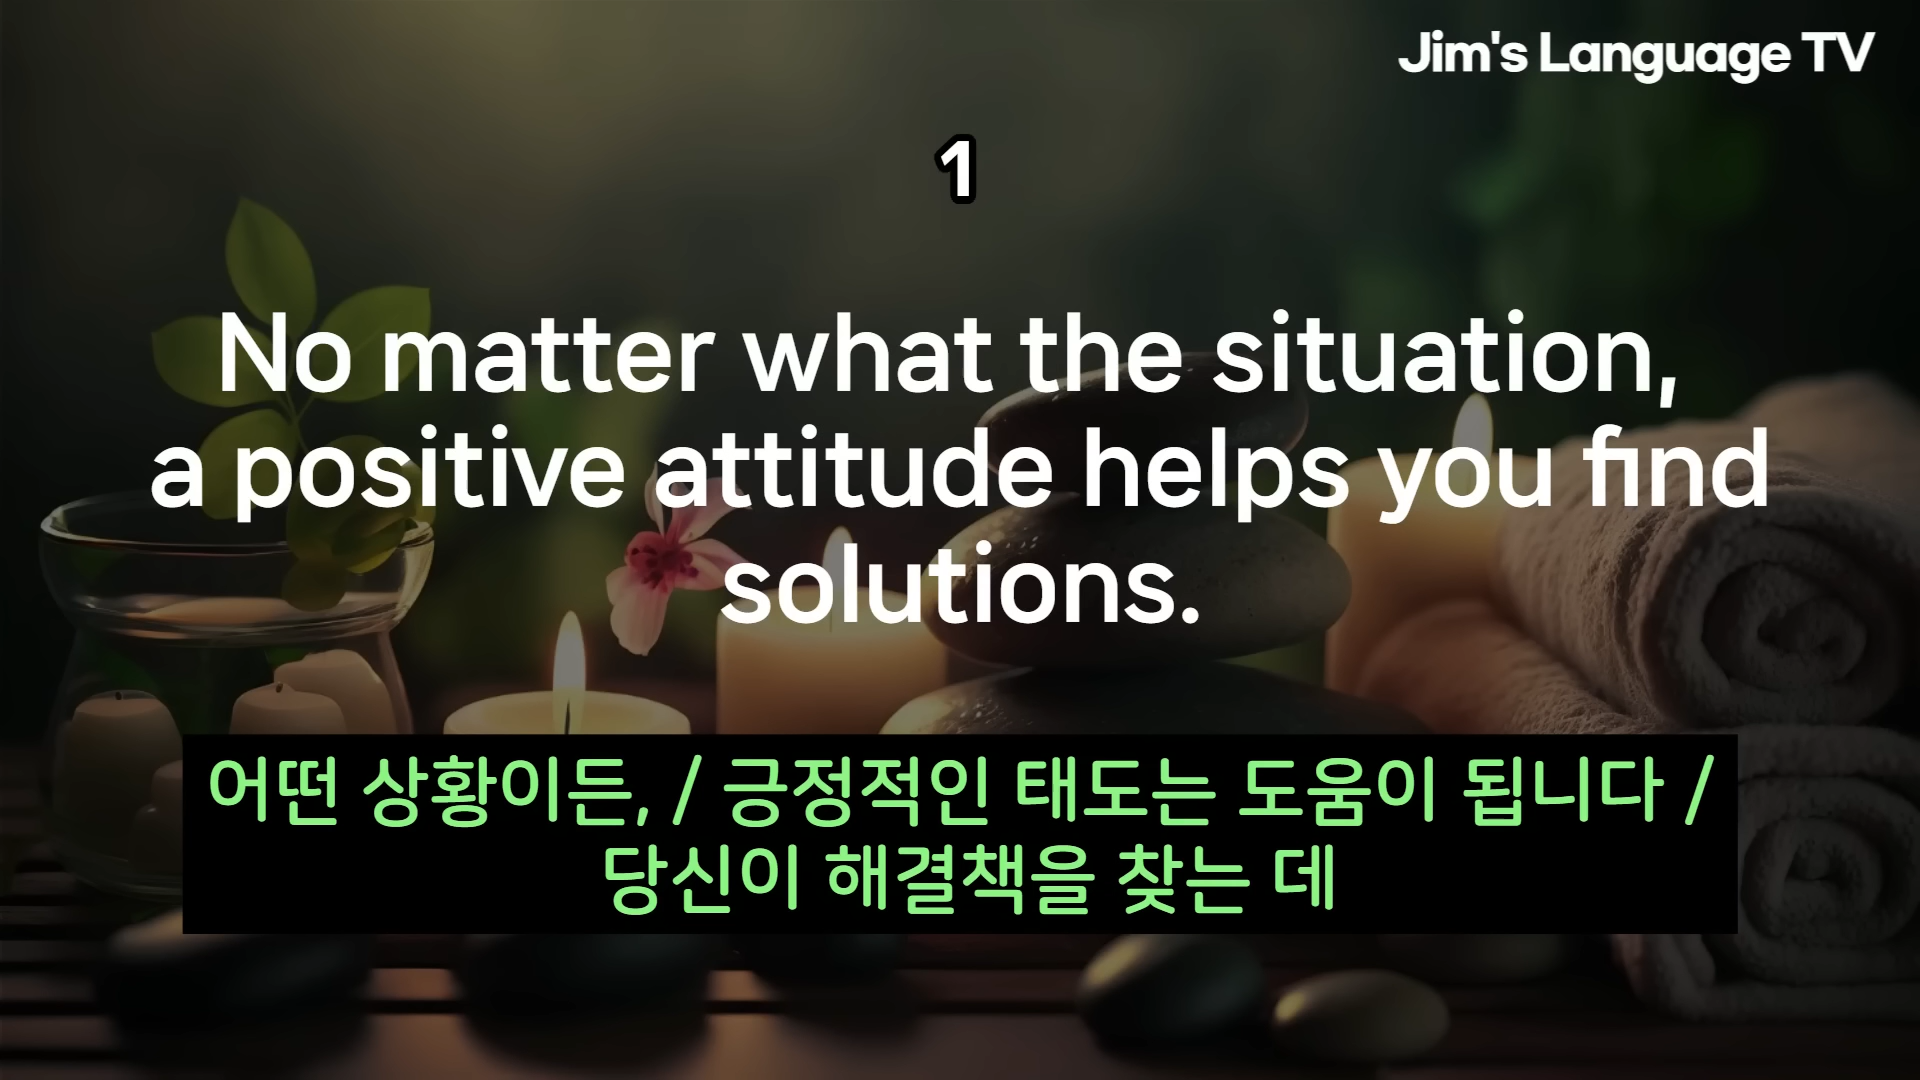 Jim's Language TV
1
No matter what the situation,
a positive attitude helps you find
solutions.
어떤 상황이든, / 긍정적인 태도는 도움이 됩니다 /
당신이 해결책을 찾는 데